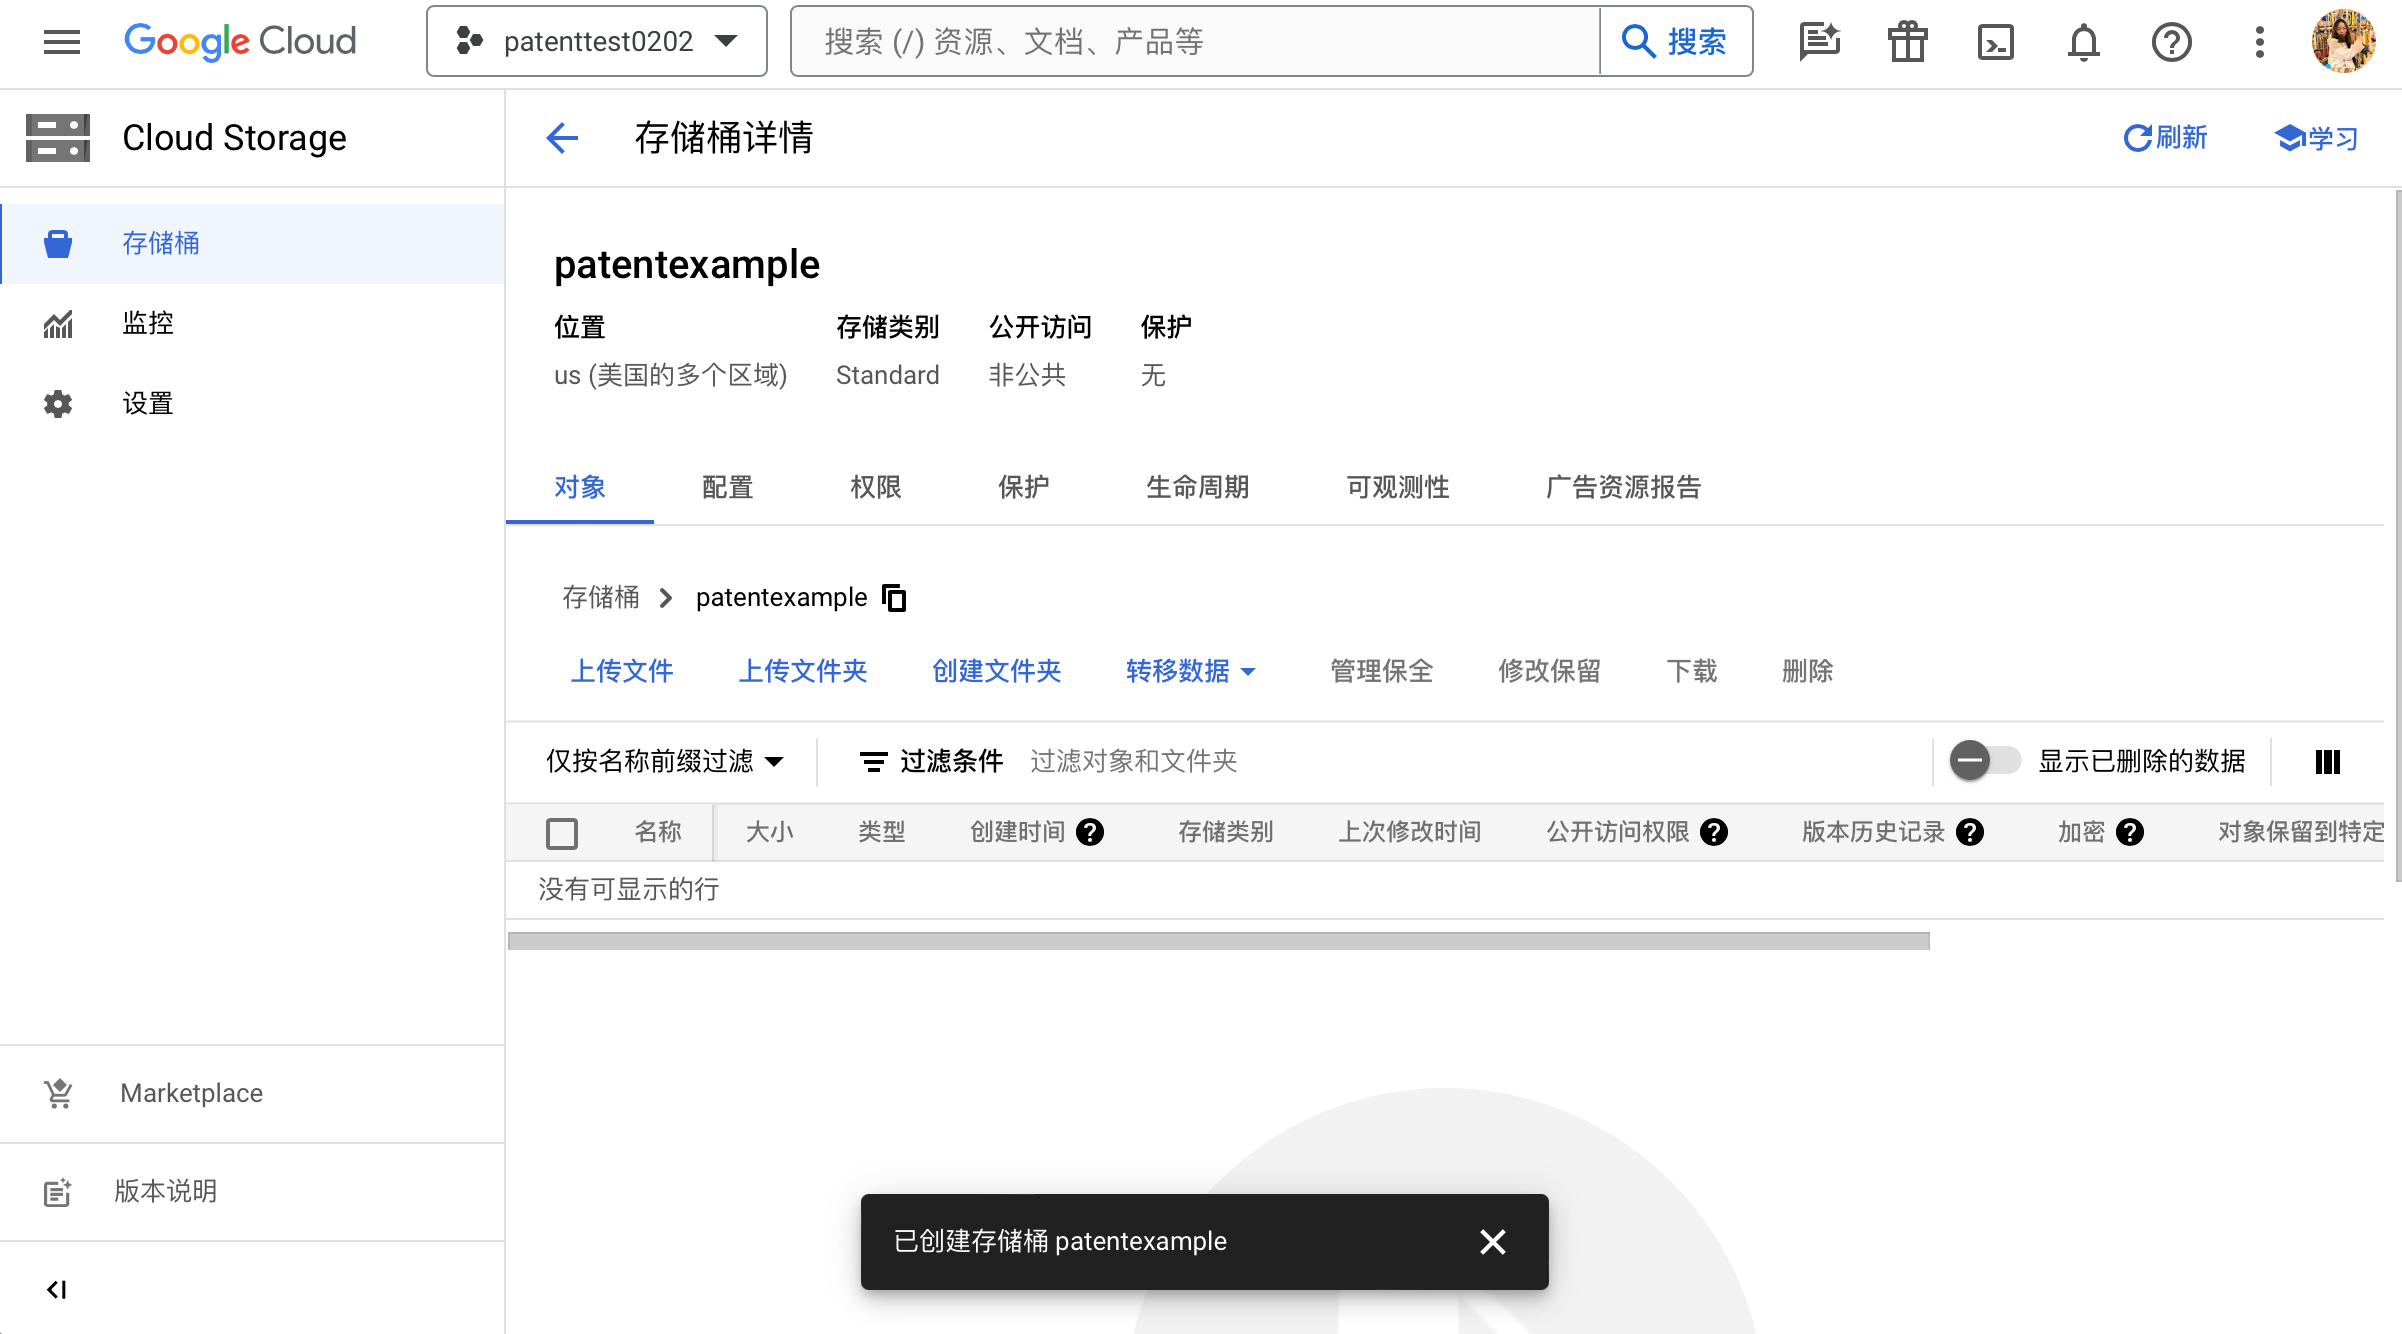 Google Cloud
patenttest0202
搜索 (/) 资源、文档、产品等
搜索
Cloud Storage
存储桶详情
刷新
学习
存储桶
监控
设置
patentexample
位置 存储类别 公开访问 保护
us (美国的多个区域) Standard 非公共 无
对象 配置 权限 保护 生命周期 可观测性 广告资源报告
存储桶 patentexample
上传文件 上传文件夹 创建文件夹 转移数据 管理保全 修改保留 下载 删除
仅按名称前缀过滤 过滤条件 过滤对象和文件夹 显示已删除的数据
名称 大小 类型 创建时间 存储类别 上次修改时间 公开访问权限 版本历史记录 加密 对象保留到特定
没有可显示的行
Marketplace
版本说明
已创建存储桶 patentexample